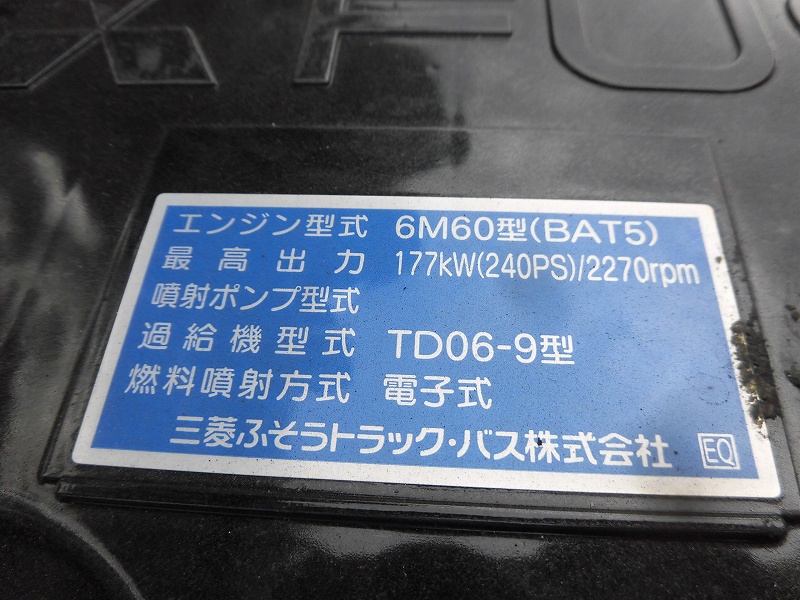 エンジン型式 6M60型(BAT5)
最高出力 177kW(240PS)/2270rpm
噴射ポンプ型式
過給機型式 TD06-9型
燃料噴射方式 電子式
三菱ふそうトラック・バス株式会社 EQ